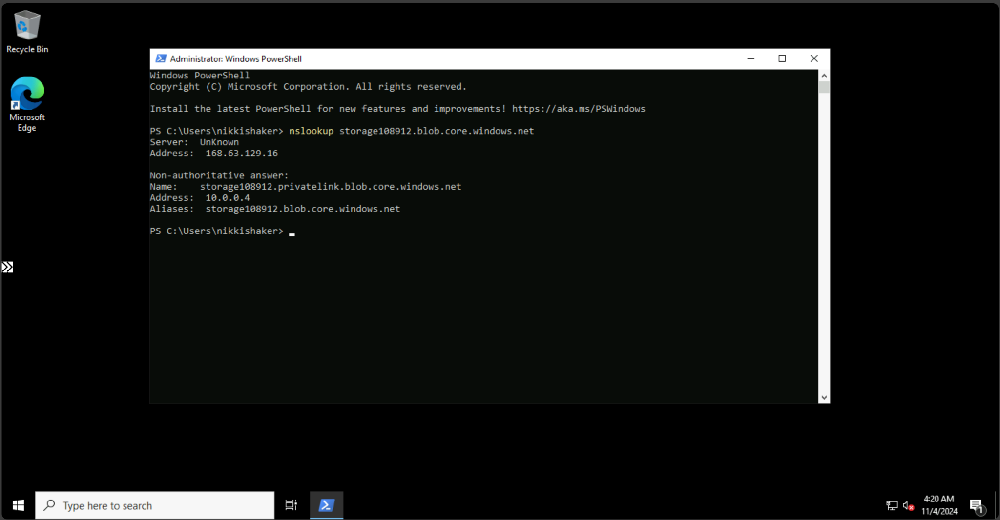 Recycle Bin
Microsoft
Edge
Administrator: Windows PowerShell
Windows PowerShell
Copyright (C) Microsoft Corporation. All rights reserved.
Install the latest PowerShell for new features and improvements! https://aka.ms/PSWindows
PS C:\Users\nikkishaker> nslookup storage108912.blob.core.windows.net
Server:  UnKnown
Address:  168.63.129.16
Non-authoritative answer:
Name:    storage108912.privatelink.blob.core.windows.net
Address:  10.0.0.4
Aliases:  storage108912.blob.core.windows.net
PS C:\Users\nikkishaker>
Type here to search
4:20 AM
11/4/2024
1